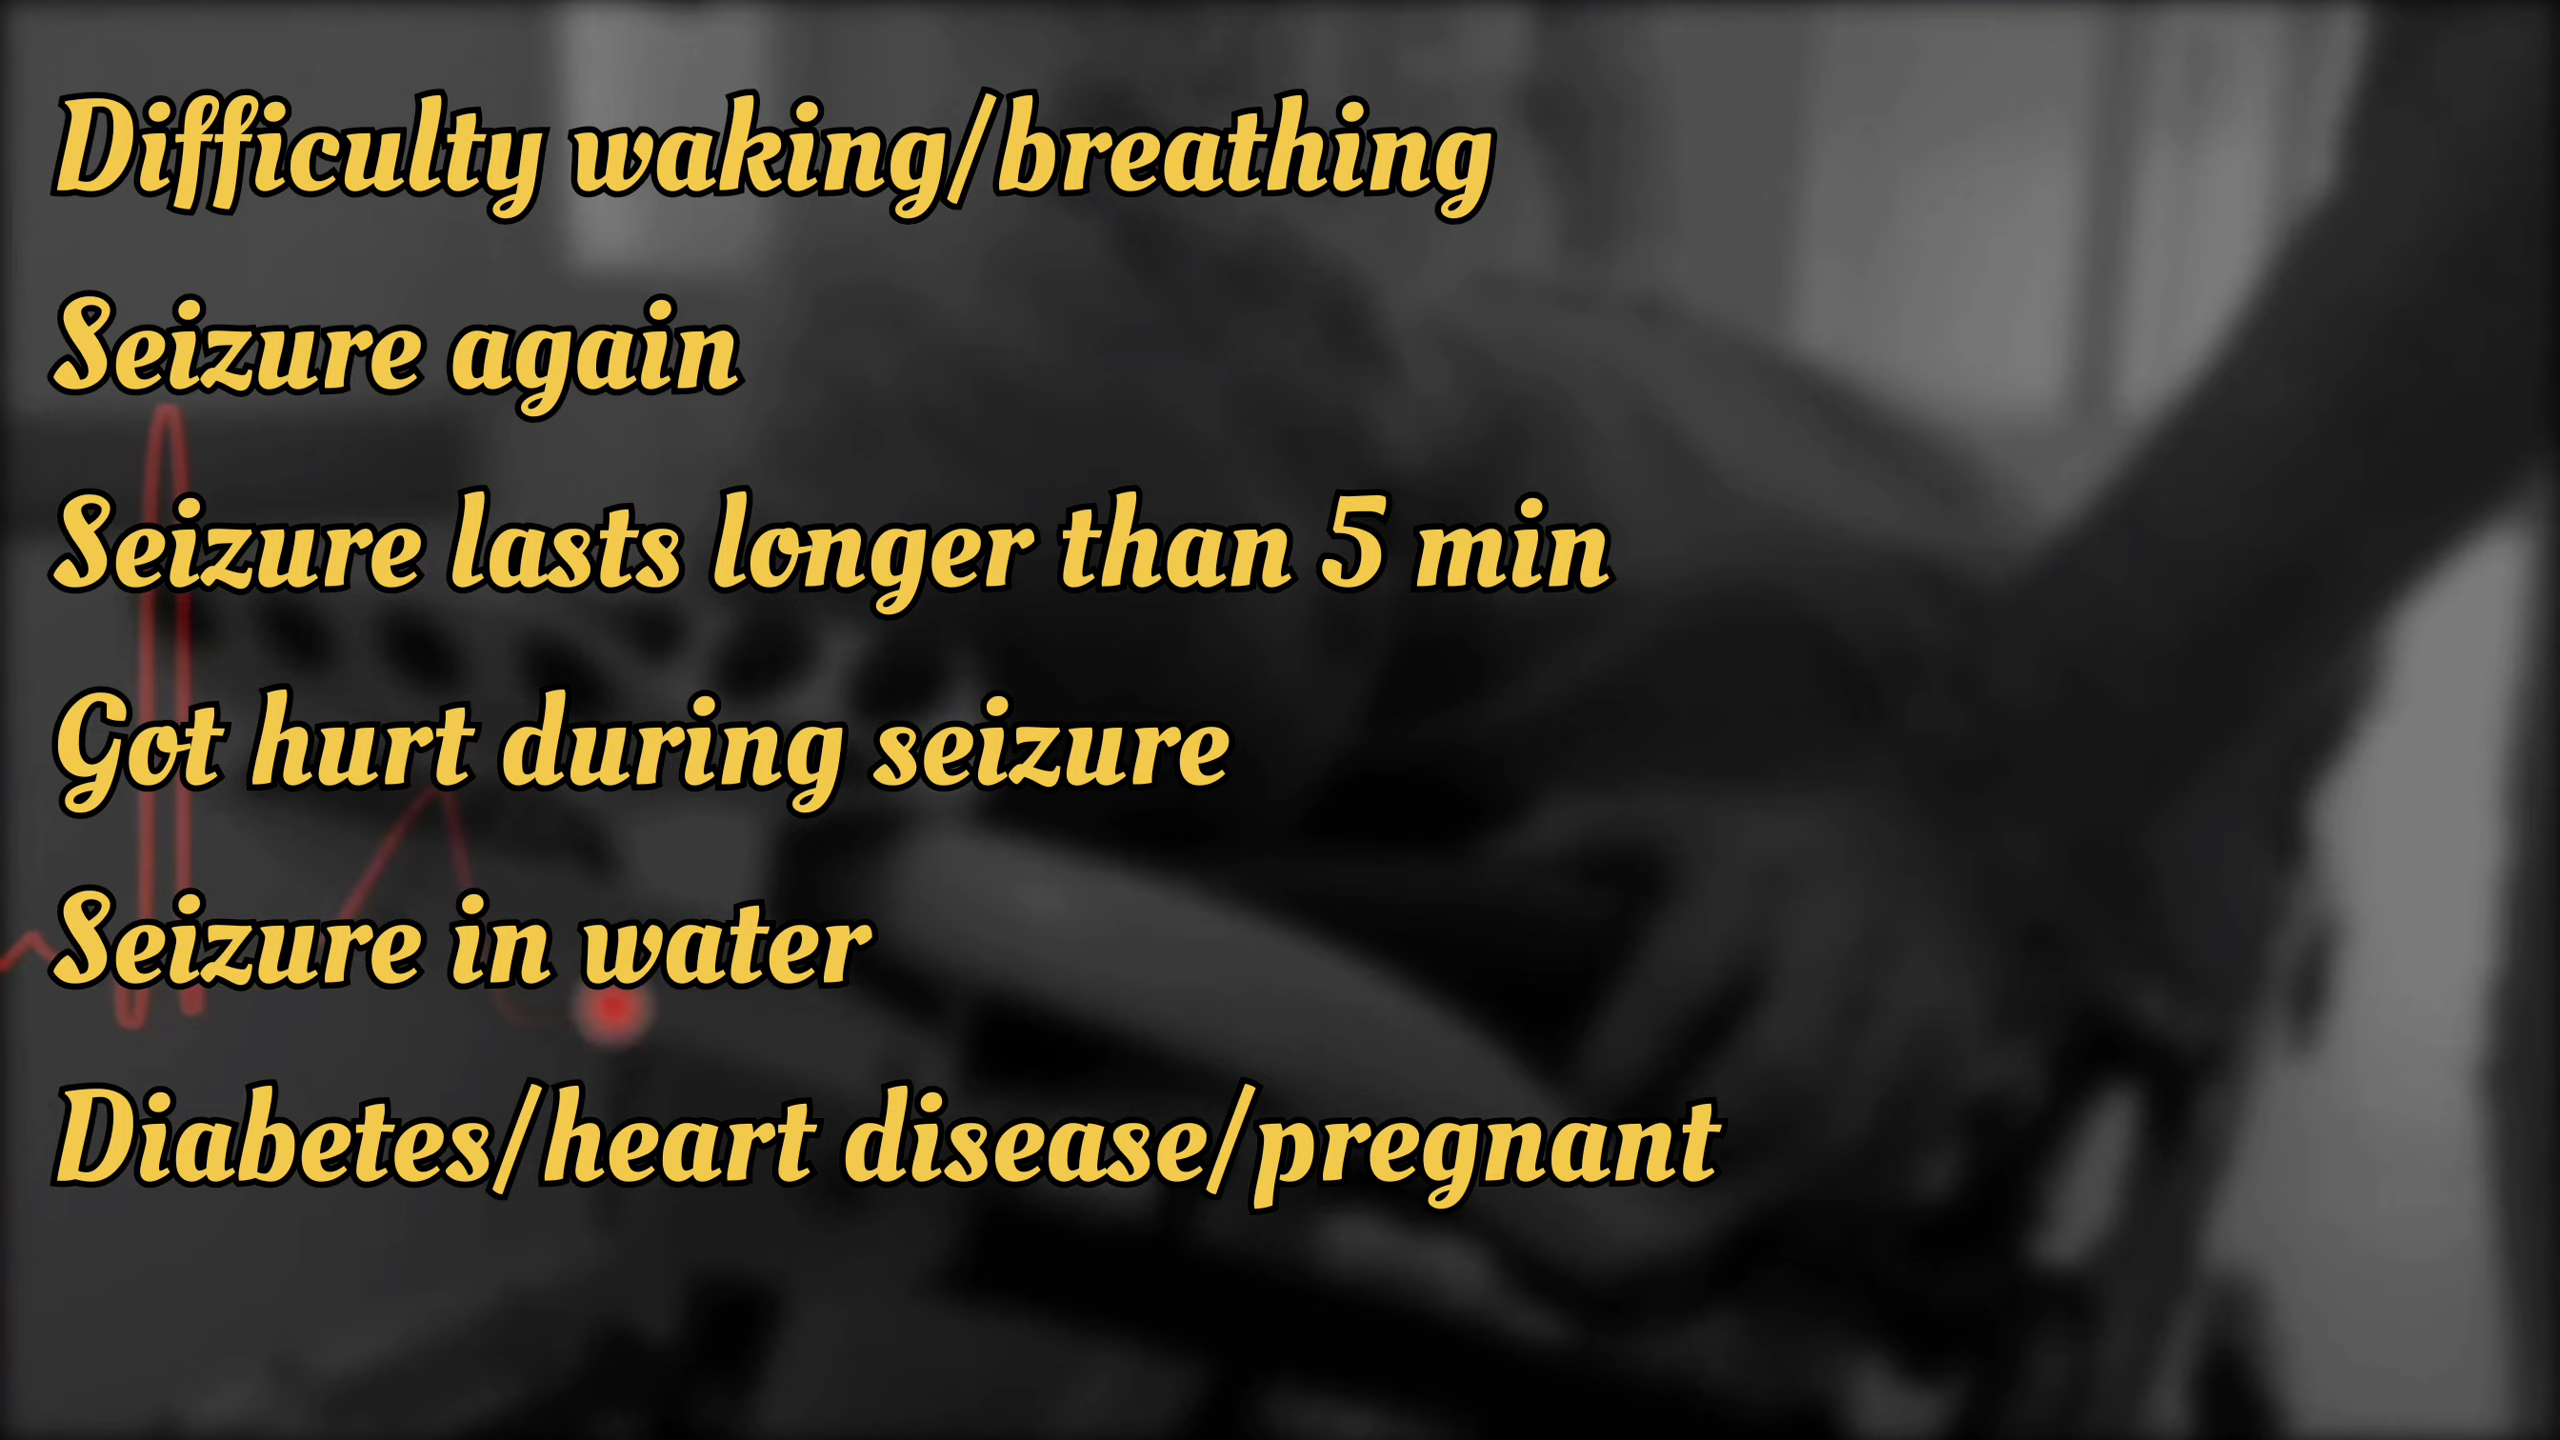 Difficulty waking/breathing
Seizure again
Seizure lasts longer than 5 min
Got hurt during seizure
Seizure in water
Diabetes/heart disease/pregnant